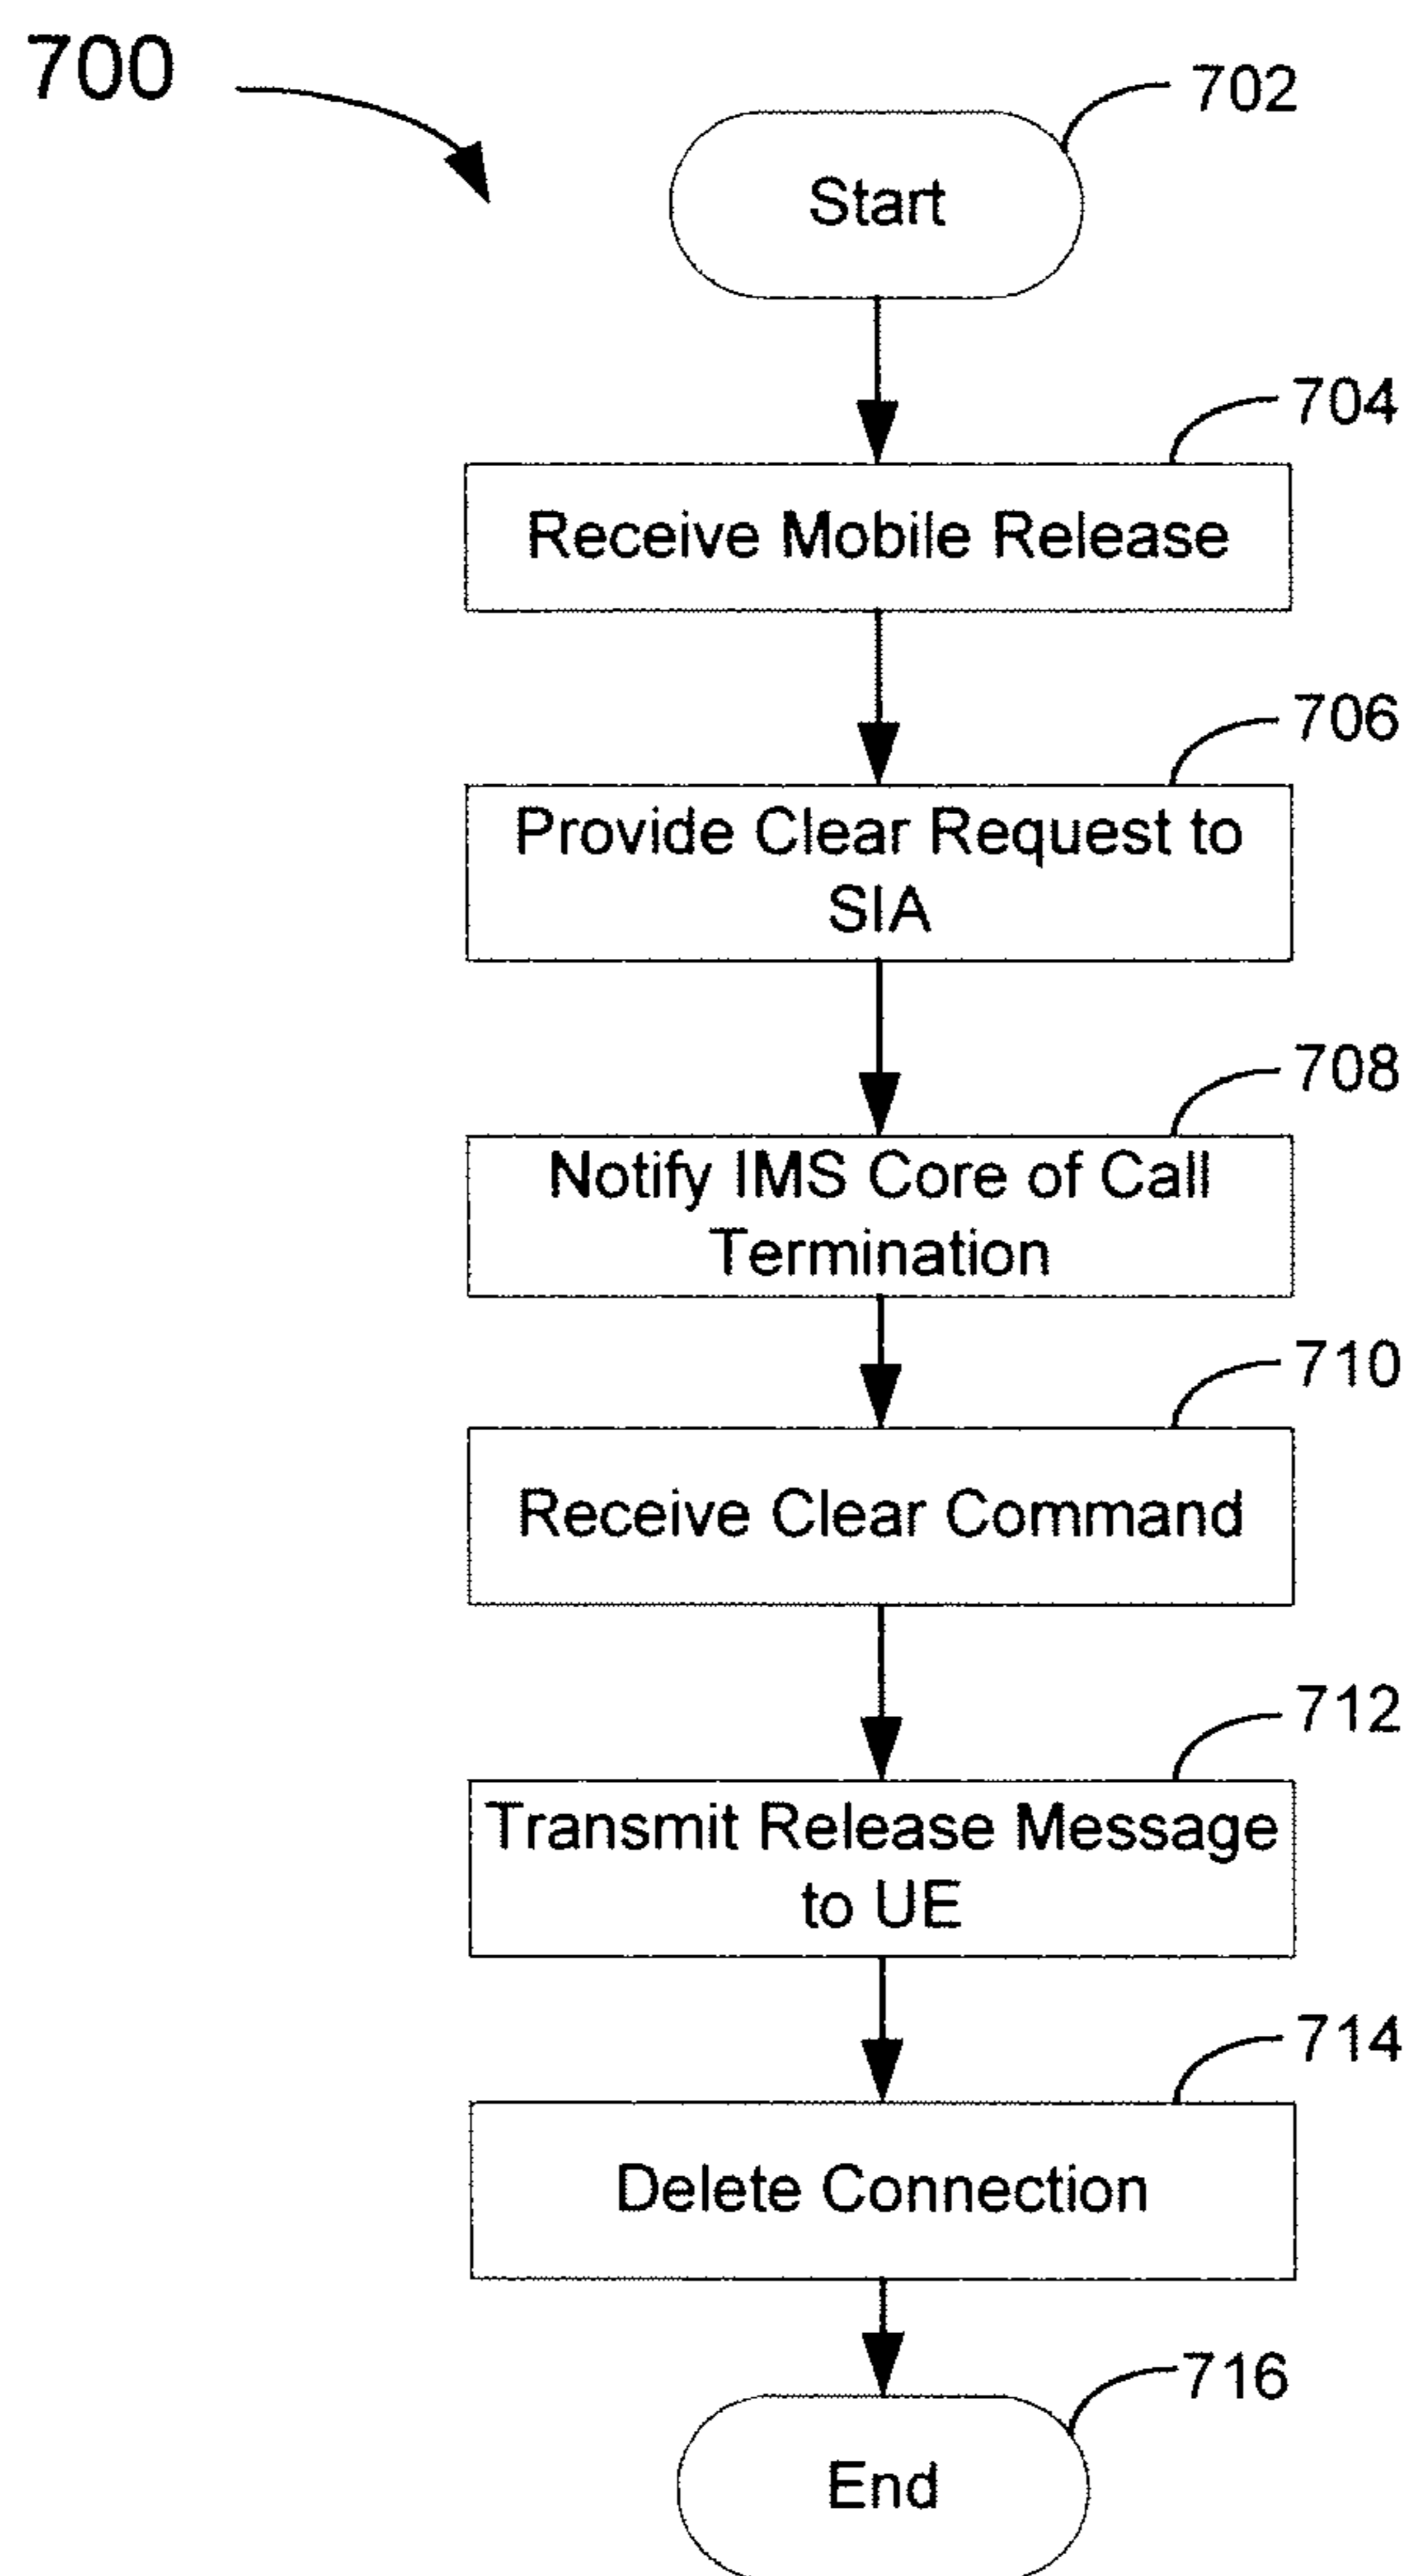 700
702
Start
704
Receive Mobile Release
706
Provide Clear Request to
SIA
708
Notify IMS Core of Call
Termination
710
Receive Clear Command
712
Transmit Release Message
to UE
714
Delete Connection
716
End